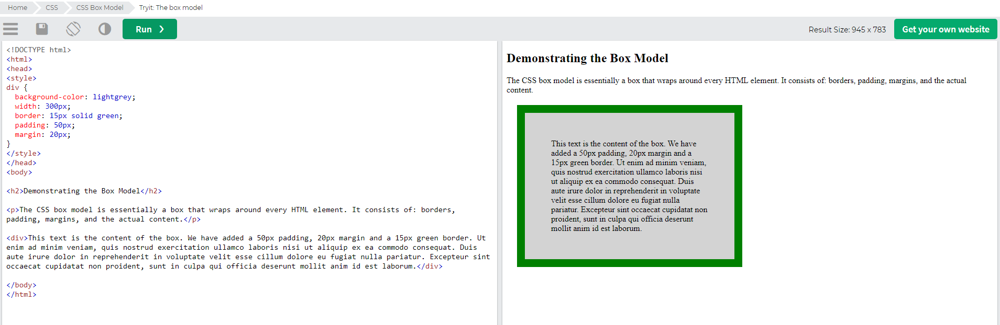 Home CSS CSS Box Model Tryit: The box model
Run ❯ Result Size: 945 x 783 Get your own website
<!DOCTYPE html>
<html>
<head>
<style>
div {
  background-color: lightgrey;
  width: 300px;
  border: 15px solid green;
  padding: 50px;
  margin: 20px;
}
</style>
</head>
<body>

<h2>Demonstrating the Box Model</h2>

<p>The CSS box model is essentially a box that wraps around every HTML element. It consists of: borders,
padding, margins, and the actual content.</p>

<div>This text is the content of the box. We have added a 50px padding, 20px margin and a 15px green border. Ut
enim ad minim veniam, quis nostrud exercitation ullamco laboris nisi ut aliquip ex ea commodo consequat. Duis
aute irure dolor in reprehenderit in voluptate velit esse cillum dolore eu fugiat nulla pariatur. Excepteur sint
occaecat cupidatat non proident, sunt in culpa qui officia deserunt mollit anim id est laborum.</div>

</body>
</html>
Demonstrating the Box Model
The CSS box model is essentially a box that wraps around every HTML element. It consists of: borders, padding, margins, and the actual
content.
This text is the content of the box. We have
added a 50px padding, 20px margin and a
15px green border. Ut enim ad minim veniam,
quis nostrud exercitation ullamco laboris nisi
ut aliquip ex ea commodo consequat. Duis
aute irure dolor in reprehenderit in voluptate
velit esse cillum dolore eu fugiat nulla
pariatur. Excepteur sint occaecat cupidatat non
proident, sunt in culpa qui officia deserunt
mollit anim id est laborum.